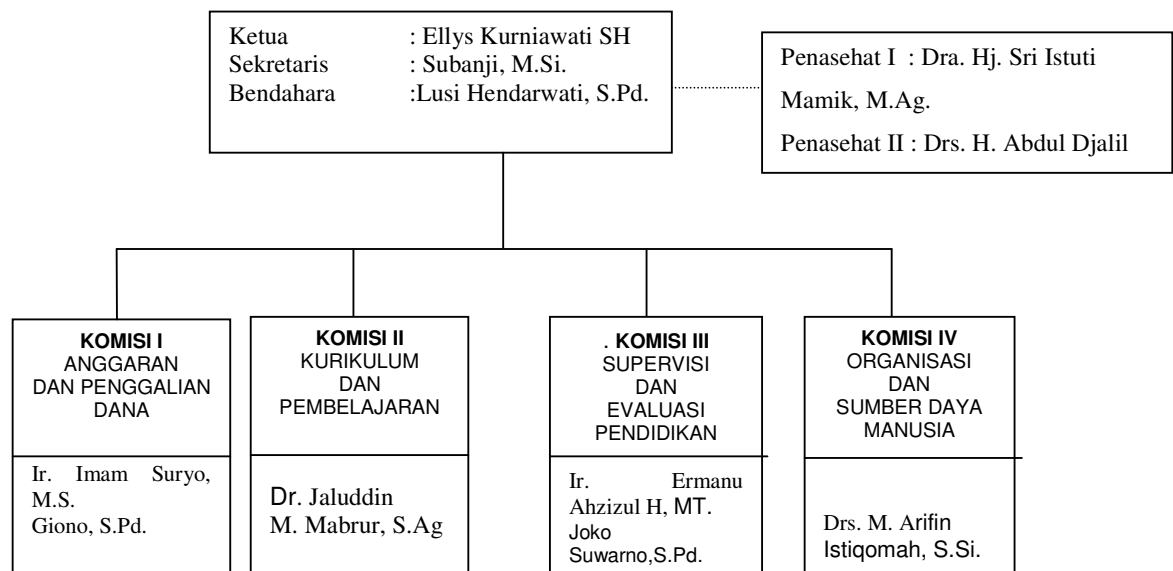 Ketua : Ellys Kurniawati SH
Sekretaris : Subanji, M.Si.
Bendahara :Lusi Hendarwati, S.Pd.
Penasehat I : Dra. Hj. Sri Istuti
Mamik, M.Ag.
Penasehat II : Drs. H. Abdul Djalil
KOMISI I
ANGGARAN
DAN PENGGALIAN
DANA
Ir. Imam Suryo,
M.S.
Giono, S.Pd.
KOMISI II
KURIKULUM
DAN
PEMBELAJARAN
Dr. Jaluddin
M. Mabrur, S.Ag
. KOMISI III
SUPERVISI
DAN
EVALUASI
PENDIDIKAN
Ir. Ermanu
Ahzizul H, MT.
Joko
Suwarno,S.Pd.
KOMISI IV
ORGANISASI
DAN
SUMBER DAYA
MANUSIA
Drs. M. Arifin
Istiqomah, S.Si.